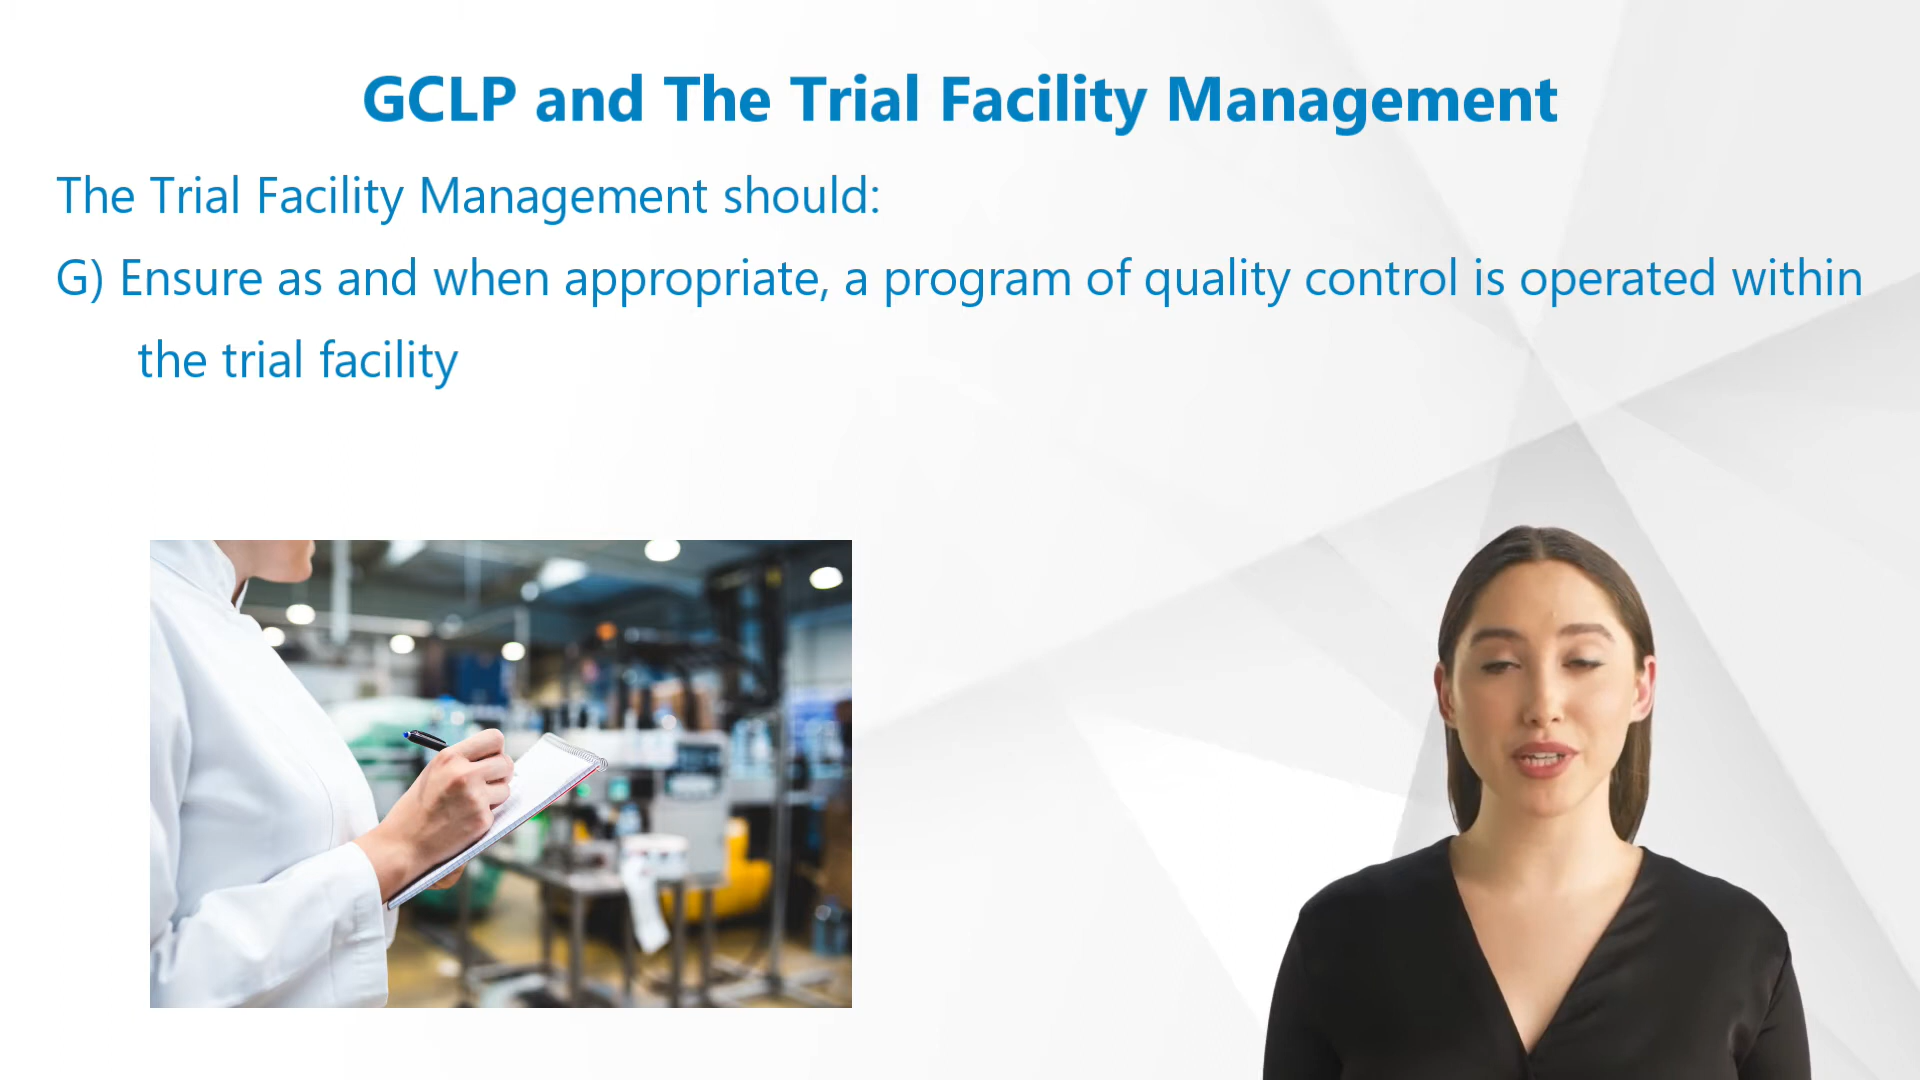 GCLP and The Trial Facility Management
The Trial Facility Management should:
G) Ensure as and when appropriate, a program of quality control is operated within
the trial facility